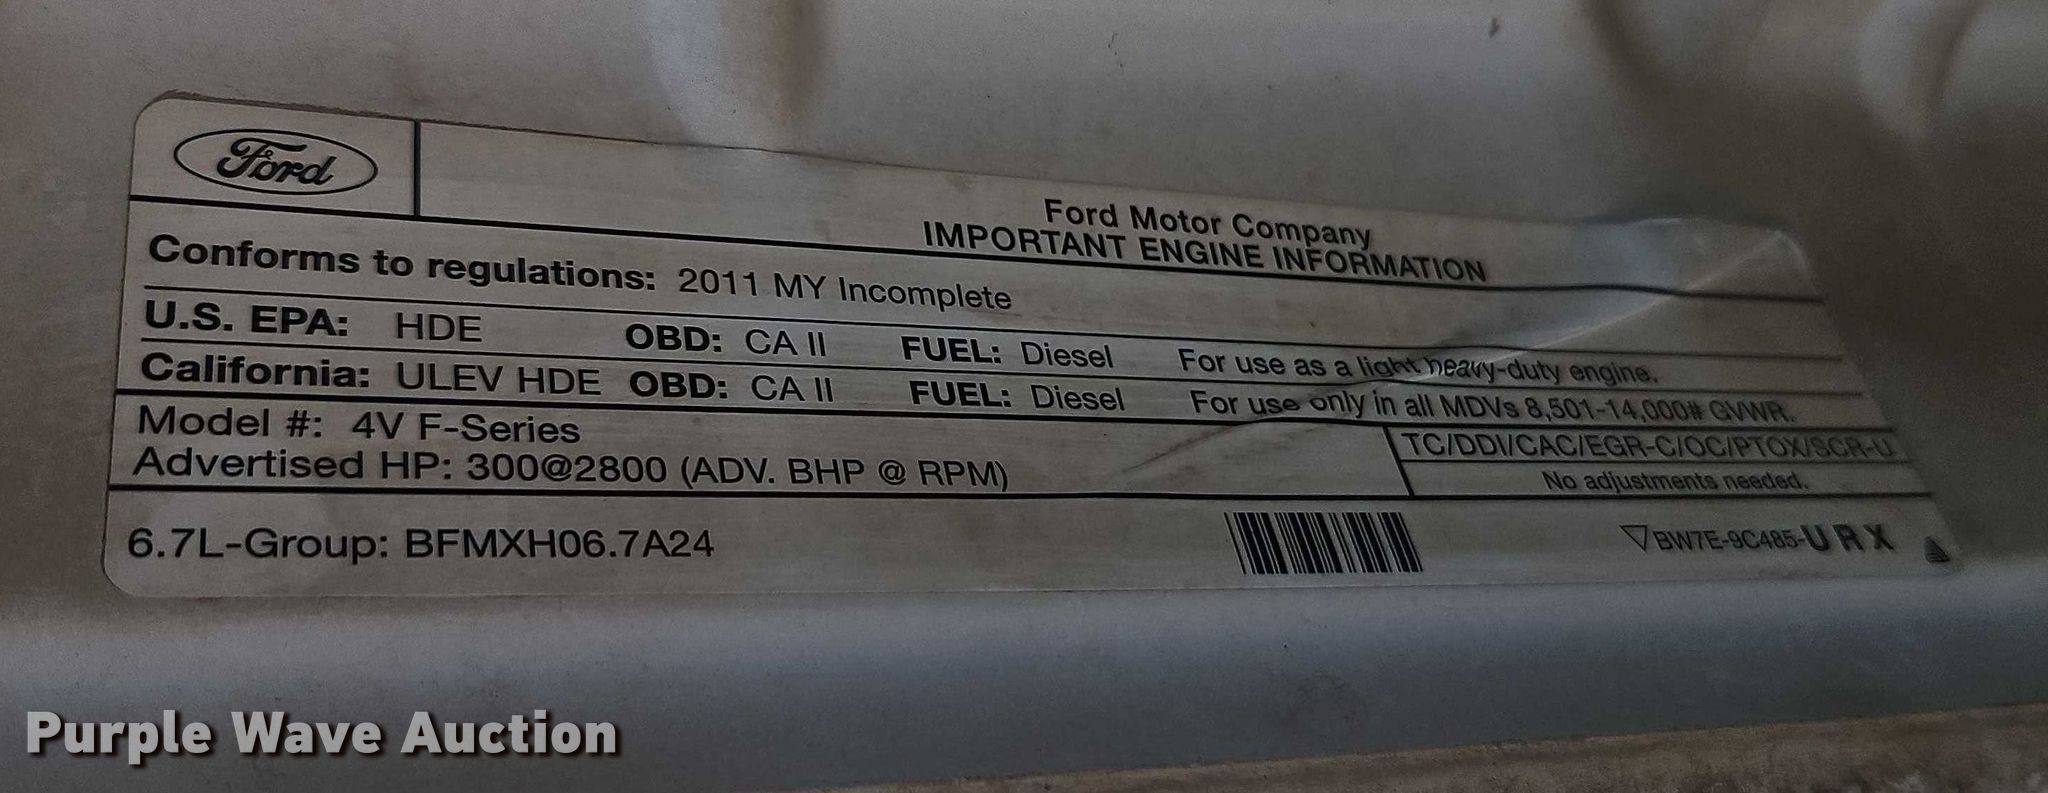 Ford
Ford Motor Company
IMPORTANT ENGINE INFORMATION
Conforms to regulations: 2011 MY Incomplete
U.S. EPA: HDE OBD: CA II FUEL: Diesel For use as a light heavy-duty engine.
California: ULEV HDE OBD: CA II FUEL: Diesel For use only in all MDVs 8,501-14,000# GVWR.
Model #: 4V F-Series
TC/DDI/CAC/EGR-C/OC/PTOX/SCR-U
Advertised HP: 300@2800 (ADV. BHP @ RPM)
No adjustments needed.
6.7L-Group: BFMXH06.7A24
BW7E-9C485-URX
Purple Wave Auction